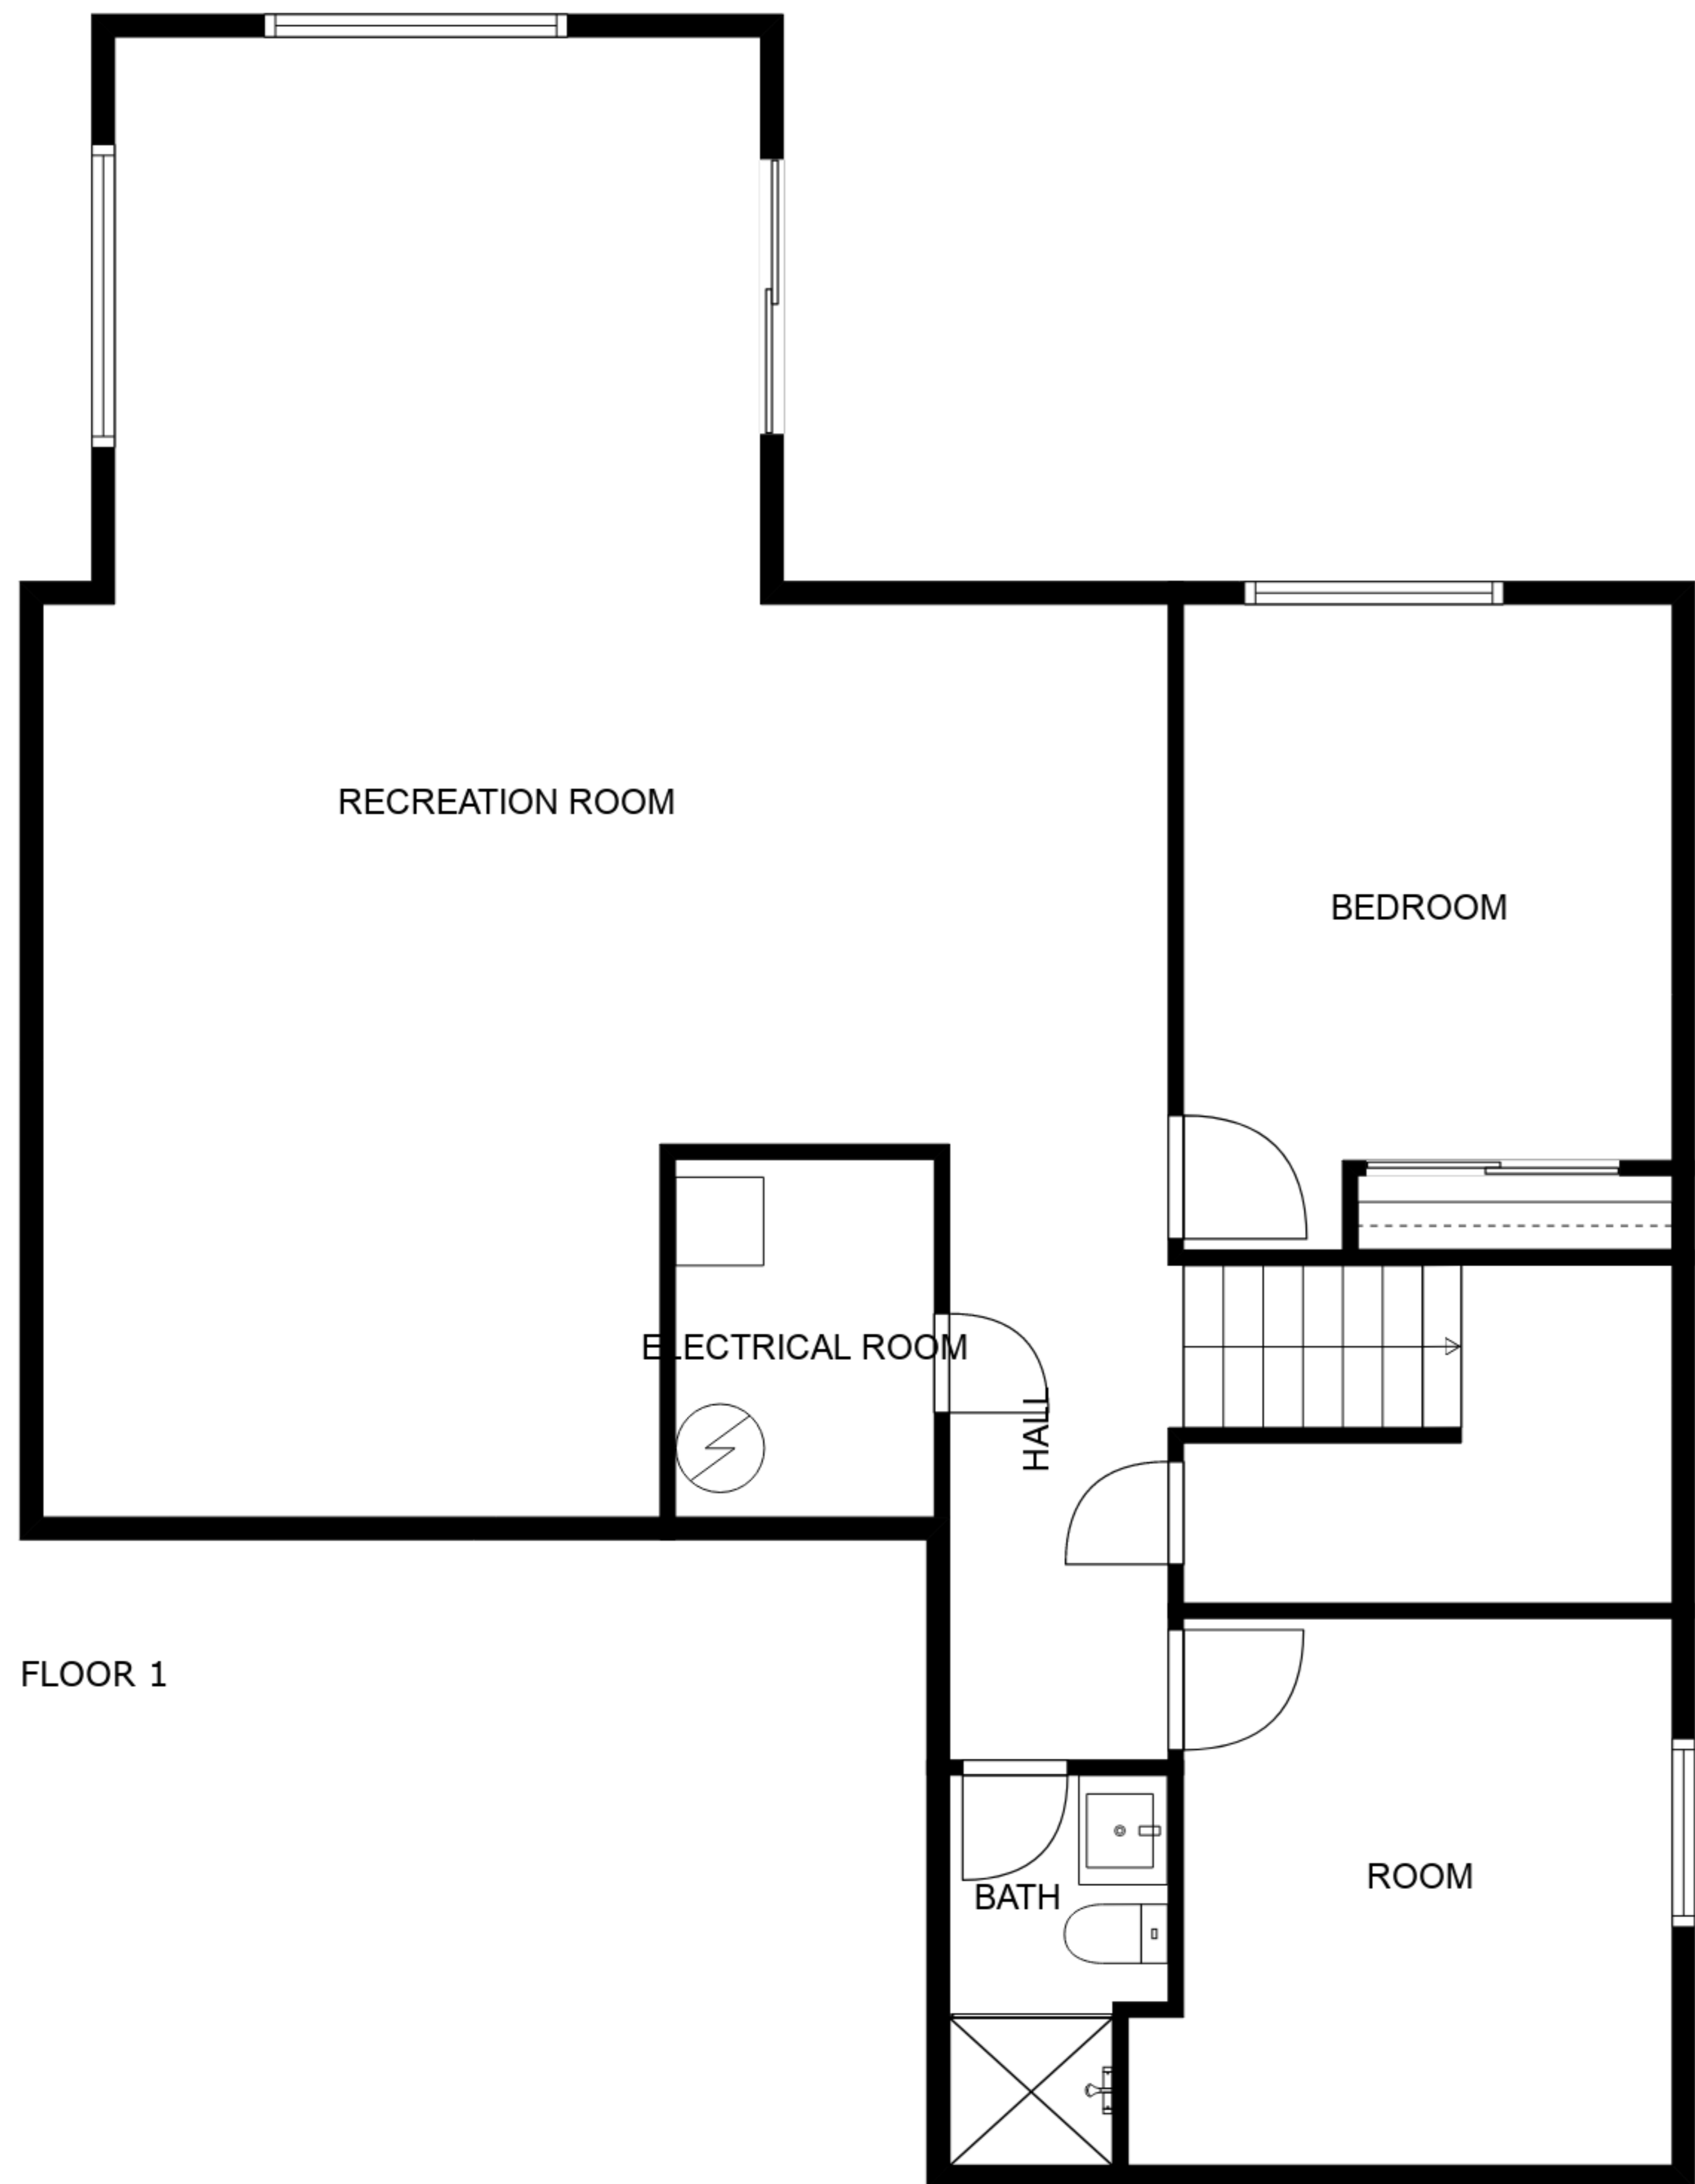 RECREATION ROOM
BEDROOM
ELECTRICAL ROOM
HALL
FLOOR 1
ROOM
BATH